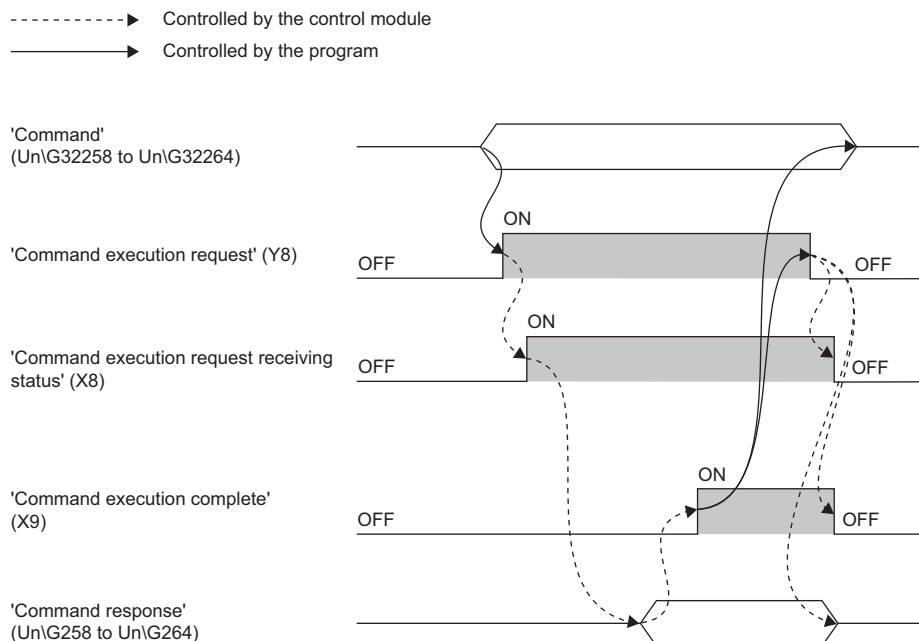 Controlled by the control module
Controlled by the program
'Command'
(Un\G32258 to Un\G32264)
ON
'Command execution request' (Y8)
OFF
OFF
ON
'Command execution request receiving
status' (X8)
OFF
OFF
ON
'Command execution complete'
(X9)
OFF
OFF
'Command response'
(Un\G258 to Un\G264)